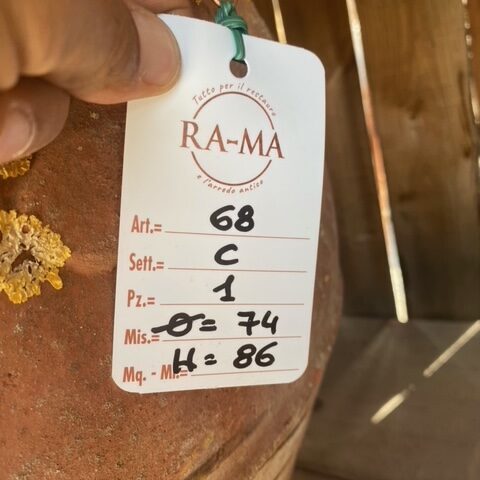 Tutto per il restauro
RA-MA
e l'arredo antico
Art.= 68
Sett.= C
Pz.= 1
Mis.= Ø= 74
Mq. - Ml.= H = 86